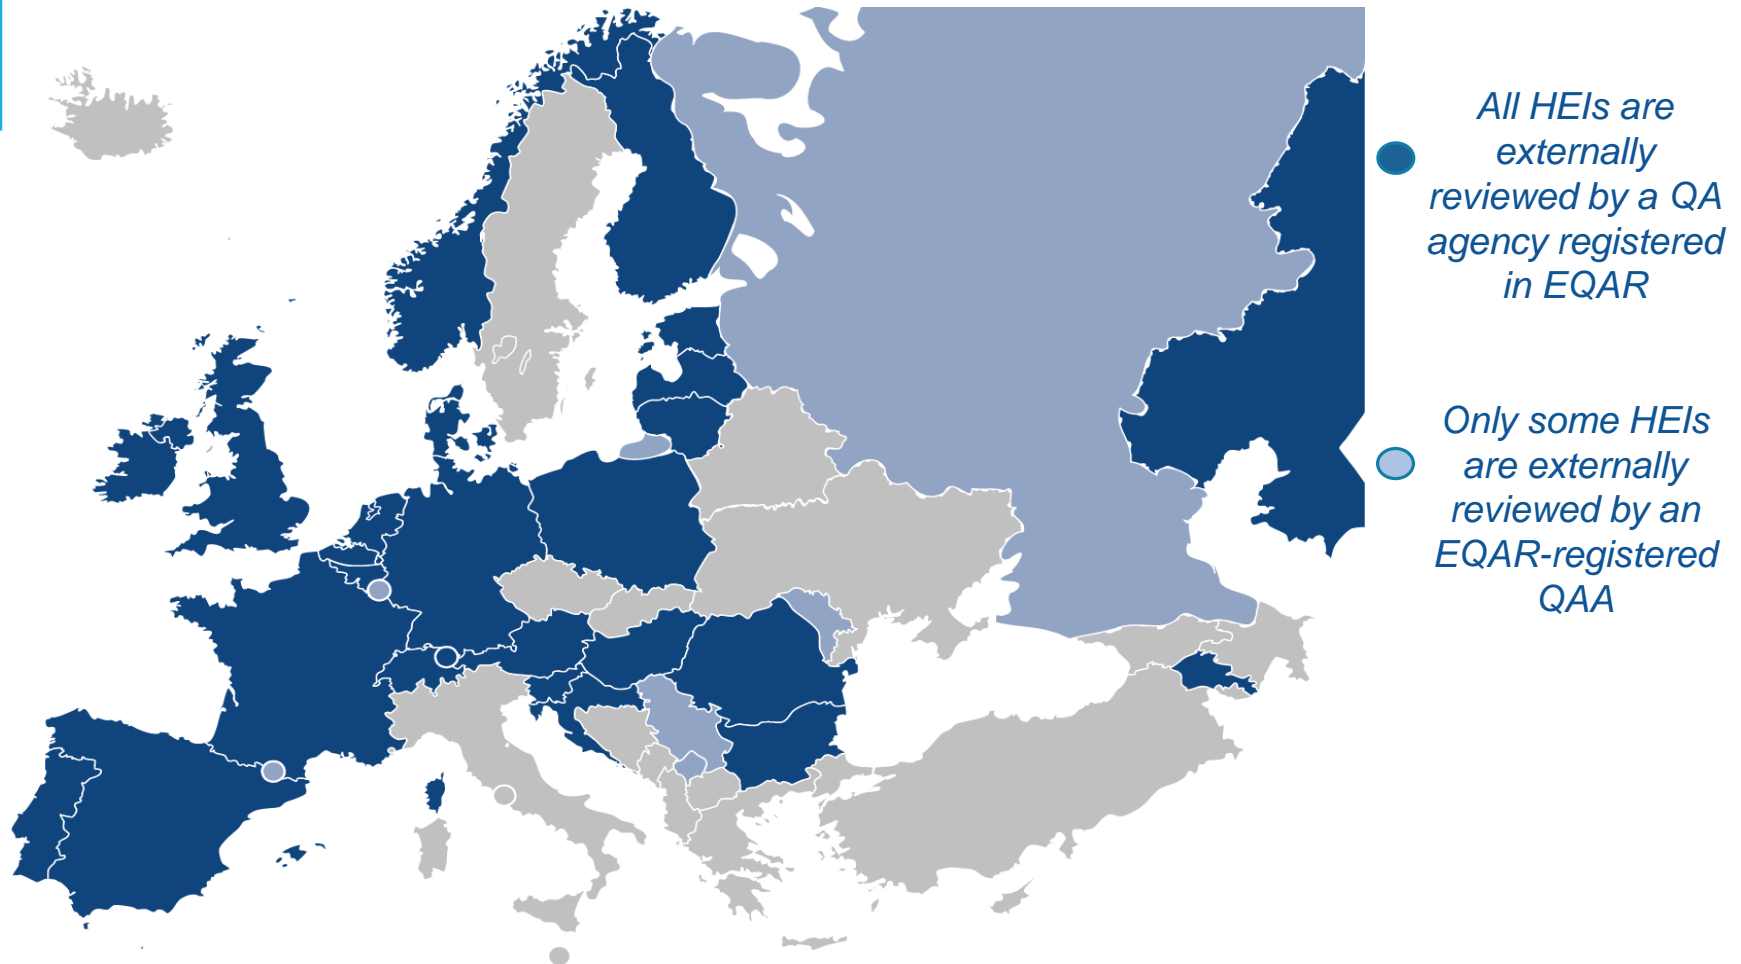 All HEIs are
externally
reviewed by a QA
agency registered
in EQAR
Only some HEIs
are externally
reviewed by an
EQAR-registered
QAA